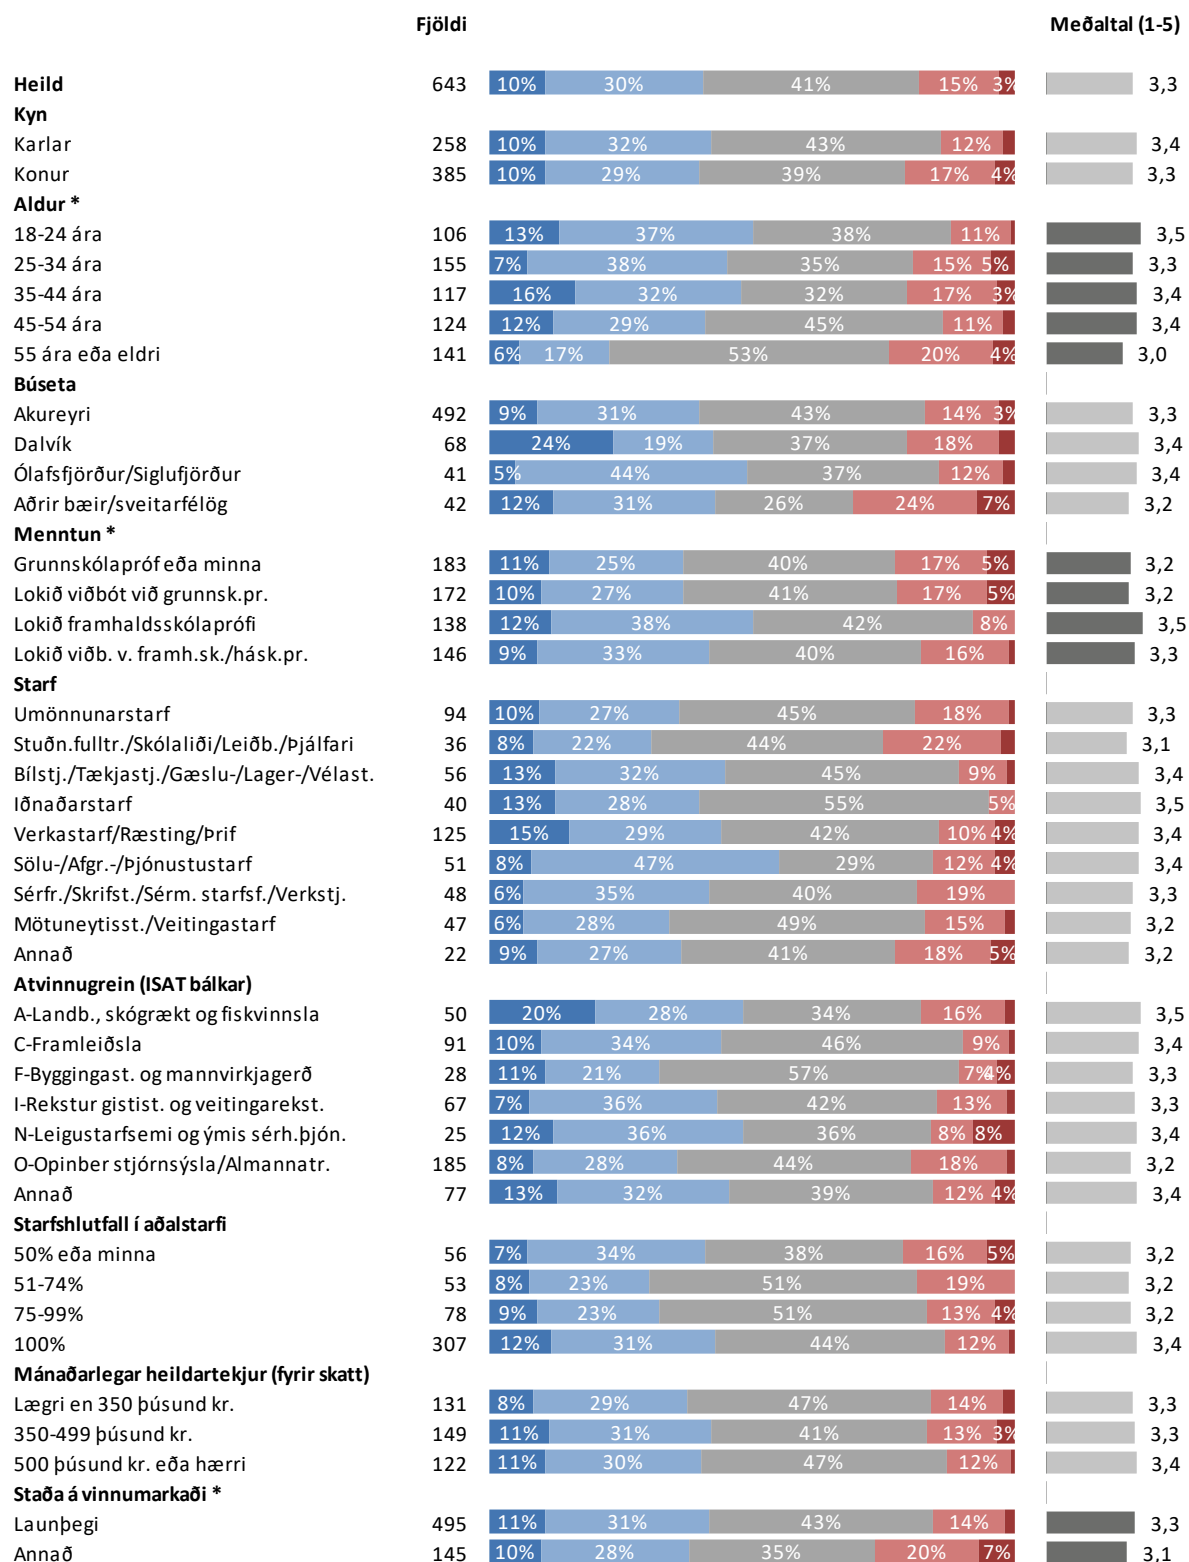 Fjöldi Meðaltal (1-5)
Heild 643 10% 30% 41% 15% 3% 3,3
Kyn
Karlar 258 10% 32% 43% 12% 3,4
Konur 385 10% 29% 39% 17% 4% 3,3
Aldur *
18-24 ára 106 13% 37% 38% 11% 3,5
25-34 ára 155 7% 38% 35% 15% 5% 3,3
35-44 ára 117 16% 32% 32% 17% 3% 3,4
45-54 ára 124 12% 29% 45% 11% 3,4
55 ára eða eldri 141 6% 17% 53% 20% 4% 3,0
Búseta
Akureyri 492 9% 31% 43% 14% 3% 3,3
Dalvík 68 24% 19% 37% 18% 3,4
Ólafsfjörður/Siglufjörður 41 5% 44% 37% 12% 3,4
Aðrir bæir/sveitarfélög 42 12% 31% 26% 24% 7% 3,2
Menntun *
Grunnskólapróf eða minna 183 11% 25% 40% 17% 5% 3,2
Lokið viðbót við grunnsk.pr. 172 10% 27% 41% 17% 5% 3,2
Lokið framhaldsskólaprófi 138 12% 38% 42% 8% 3,5
Lokið viðb. v. framh.sk./hásk.pr. 146 9% 33% 40% 16% 3,3
Starf
Umönnunarstarf 94 10% 27% 45% 18% 3,3
Stuðn.fulltr./Skólaliði/Leiðb./Þjálfari 36 8% 22% 44% 22% 3,1
Bílstj./Tækjastj./Gæslu-/Lager-/Vélast. 56 13% 32% 45% 9% 3,4
Iðnaðarstarf 40 13% 28% 55% 5% 3,5
Verkastarf/Ræsting/Þrif 125 15% 29% 42% 10% 4% 3,4
Sölu-/Afgr.-/Þjónustustarf 51 8% 47% 29% 12% 4% 3,4
Sérfr./Skrifst./Sérm. starfsf./Verkstj. 48 6% 35% 40% 19% 3,3
Mötuneytisst./Veitingastarf 47 6% 28% 49% 15% 3,2
Annað 22 9% 27% 41% 18% 5% 3,2
Atvinnugrein (ISAT bálkar)
A-Landb., skógrækt og fiskvinnsla 50 20% 28% 34% 16% 3,5
C-Framleiðsla 91 10% 34% 46% 9% 3,4
F-Byggingast. og mannvirkjagerð 28 11% 21% 57% 7% 4% 3,3
I-Rekstur gistist. og veitingarekst. 67 7% 36% 42% 13% 3,3
N-Leigustarfsemi og ýmis sérh.þjón. 25 12% 36% 36% 8% 8% 3,4
O-Opinber stjórnsýsla/Almannatr. 185 8% 28% 44% 18% 3,2
Annað 77 13% 32% 39% 12% 4% 3,4
Starfshlutfall í aðalstarfi
50% eða minna 56 7% 34% 38% 16% 5% 3,2
51-74% 53 8% 23% 51% 19% 3,2
75-99% 78 9% 23% 51% 13% 4% 3,2
100% 307 12% 31% 44% 12% 3,4
Mánaðarlegar heildartekjur (fyrir skatt)
Lægri en 350 þúsund kr. 131 8% 29% 47% 14% 3,3
350-499 þúsund kr. 149 11% 31% 41% 13% 3% 3,3
500 þúsund kr. eða hærri 122 11% 30% 47% 12% 3,4
Staða á vinnumarkaði *
Launþegi 495 11% 31% 43% 14% 3,3
Annað 145 10% 28% 35% 20% 7% 3,1